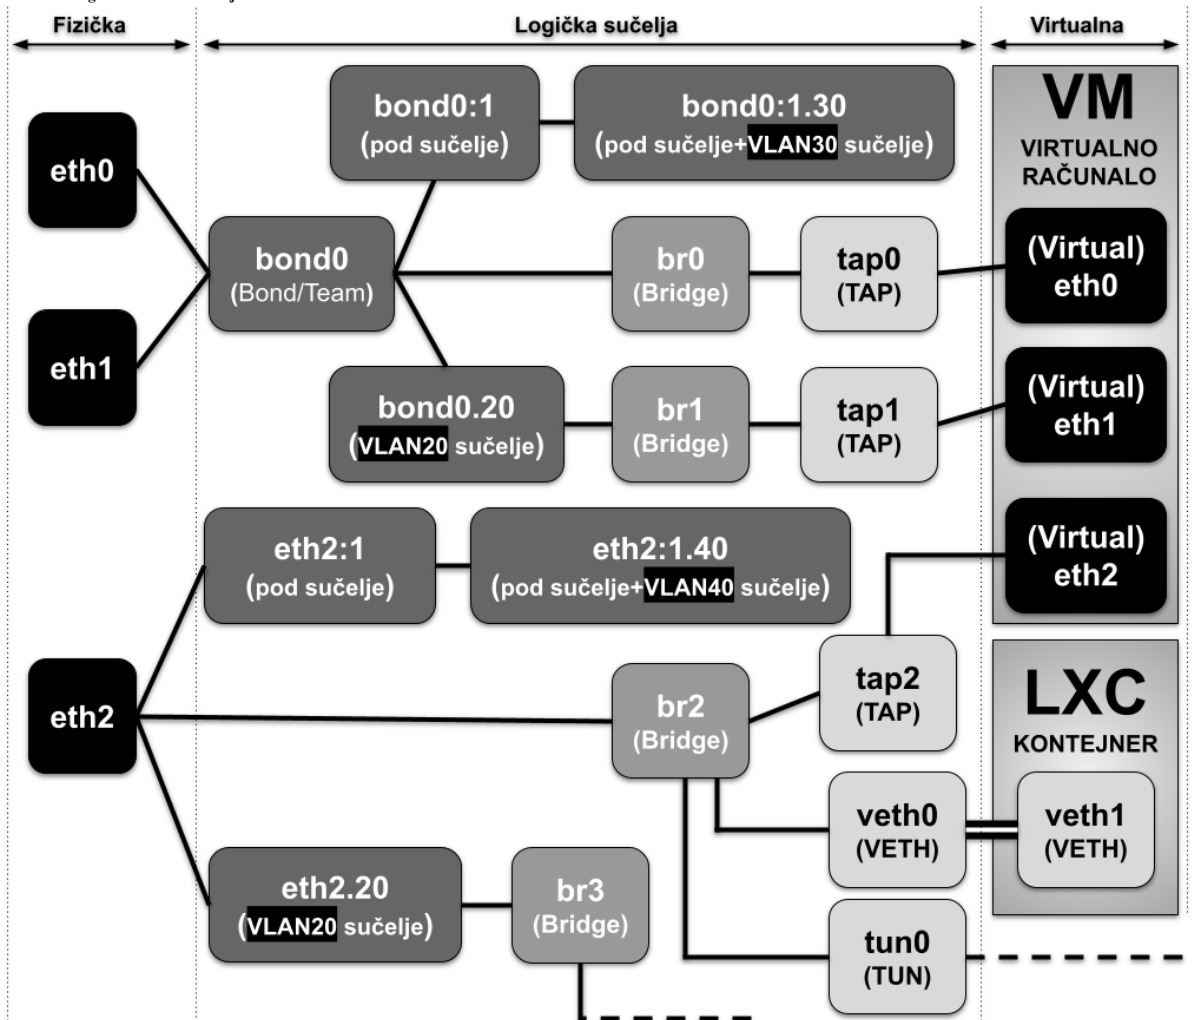 Fizička
Logička sučelja
Virtualna
eth0
eth1
bond0
(Bond/Team)
bond0:1
(pod sučelje)
bond0:1.30
(pod sučelje+VLAN30 sučelje)
br0
(Bridge)
tap0
(TAP)
bond0.20
(VLAN20 sučelje)
br1
(Bridge)
tap1
(TAP)
VM
VIRTUALNO
RAČUNALO
(Virtual)
eth0
(Virtual)
eth1
(Virtual)
eth2
eth2:1
(pod sučelje)
eth2:1.40
(pod sučelje+VLAN40 sučelje)
eth2
br2
(Bridge)
tap2
(TAP)
LXC
KONTEJNER
veth0
(VETH)
veth1
(VETH)
eth2.20
(VLAN20 sučelje)
br3
(Bridge)
tun0
(TUN)